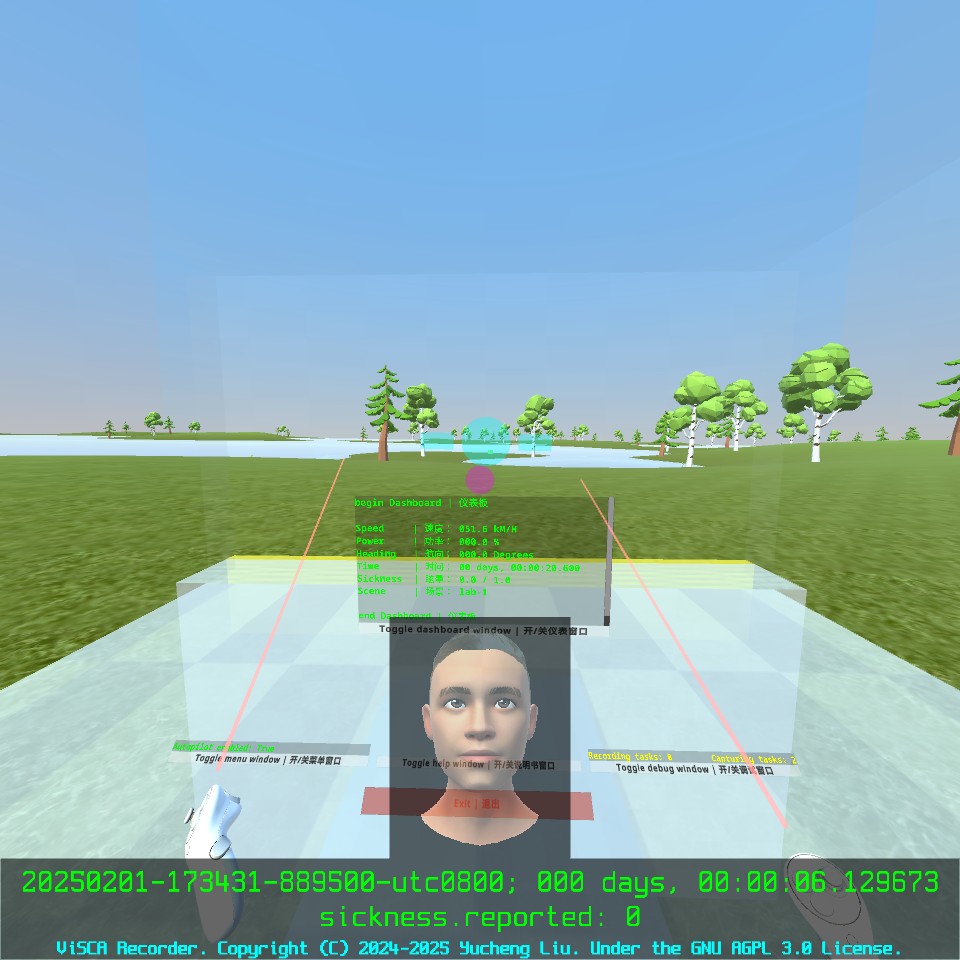 begin Dashboard | 仪表板
Speed | 速度: 051.6 kM/H
Power | 功率: 000.0 %
Heading | 航向: 000.0 Degrees
Time | 时间: 00 days, 00:00:20.600
Sickness | 眩晕: 0.0 / 1.0
Scene | 场景: lab-1
end Dashboard | 仪表板
Toggle dashboard window | 开/关仪表窗口
Autopilot enabled: True
Toggle menu window | 开/关菜单窗口
Toggle help window | 开/关说明书窗口
Recording tasks: 0 Capturing tasks: 2
Toggle debug window | 开/关调试窗口
Exit | 退出
20250201-173431-889500-utc0800; 000 days, 00:00:06.129673
sickness.reported: 0
ViSCA Recorder. Copyright (C) 2024-2025 Yucheng Liu. Under the GNU AGPL 3.0 License.